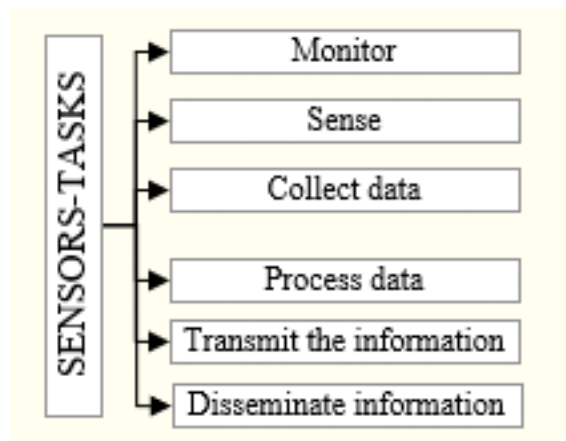 SENSORS-TASKS
Monitor
Sense
Collect data
Process data
Transmit the information
Disseminate information